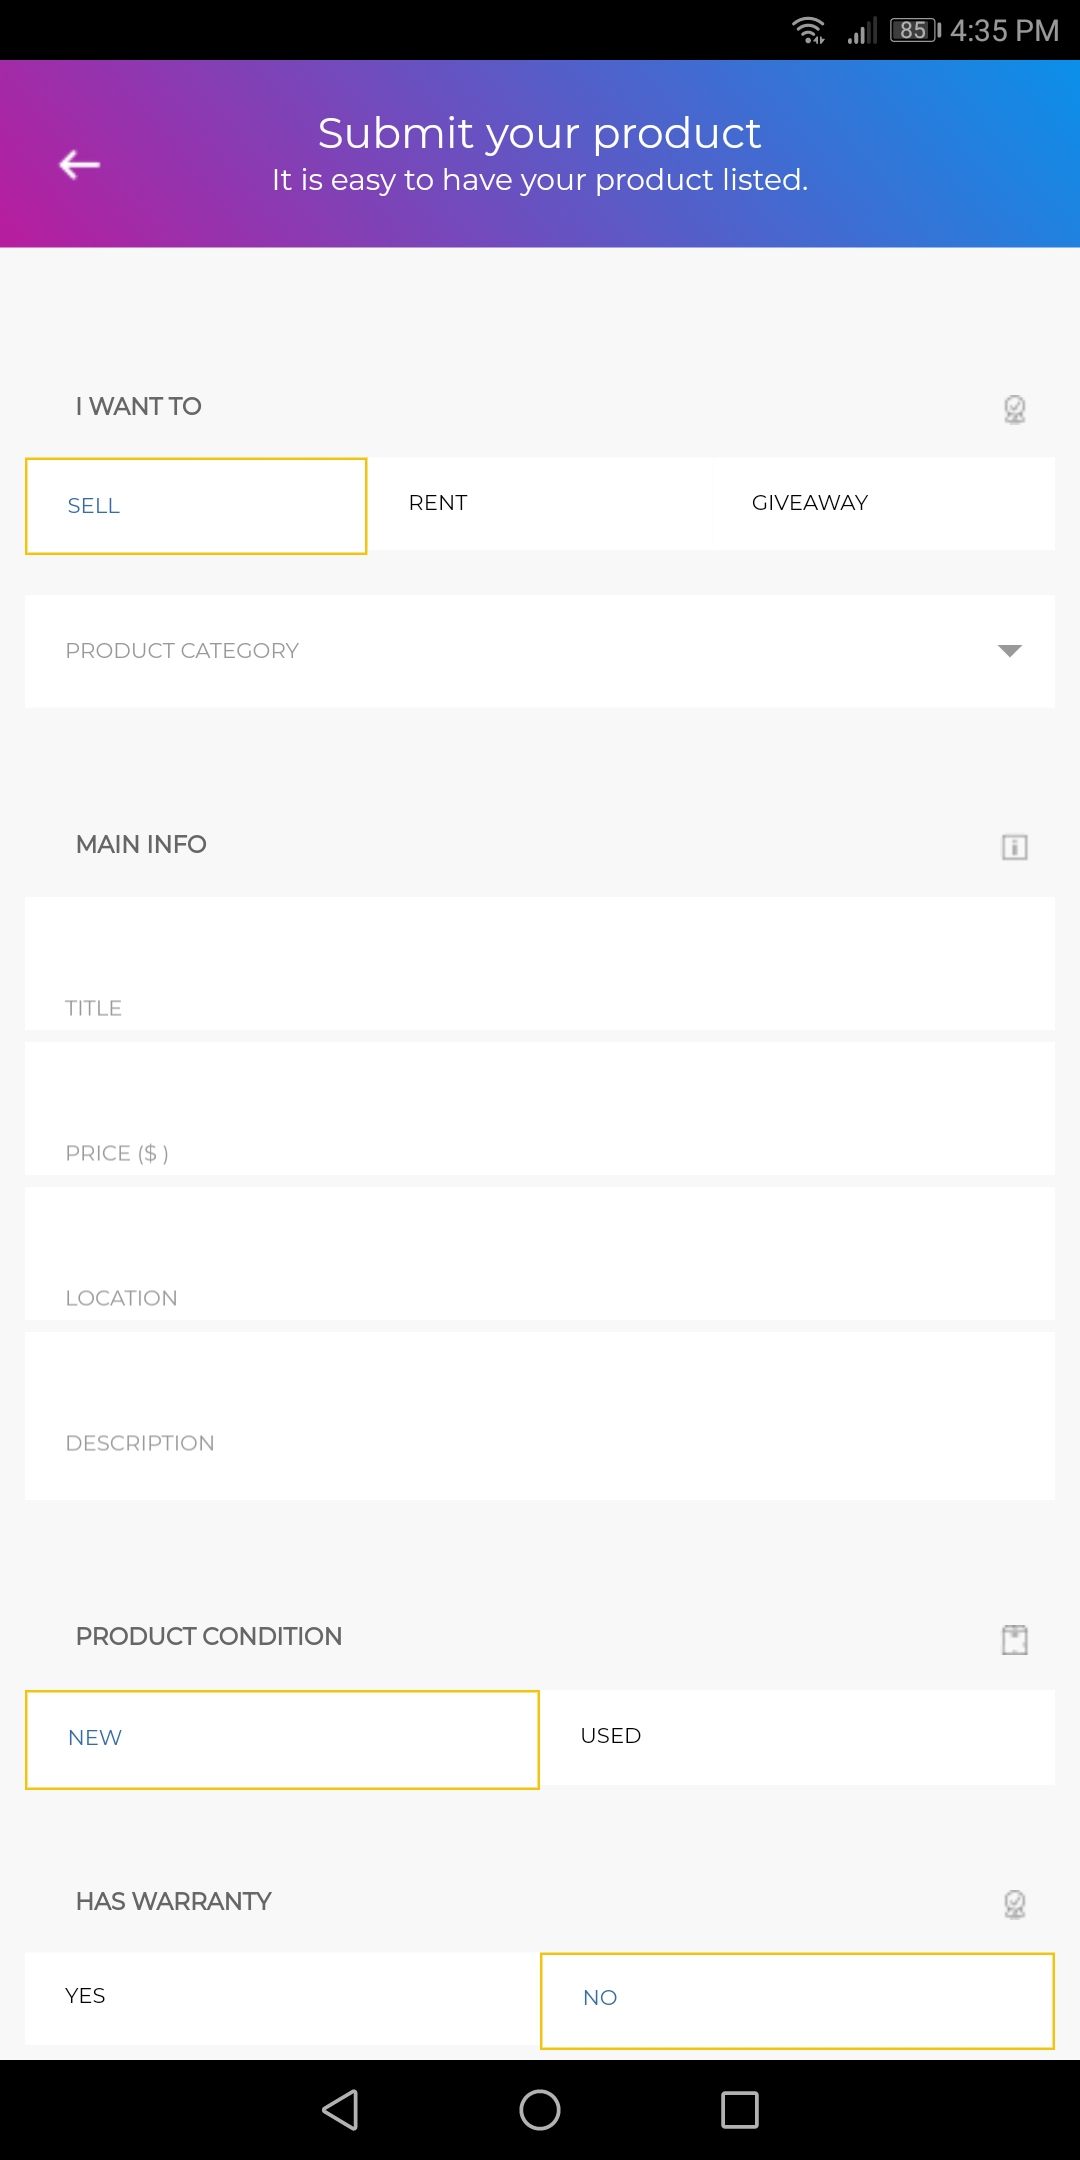 85 4:35 PM
Submit your product
It is easy to have your product listed.
I WANT TO
SELL RENT GIVEAWAY
PRODUCT CATEGORY
MAIN INFO
TITLE
PRICE ($ )
LOCATION
DESCRIPTION
PRODUCT CONDITION
NEW USED
HAS WARRANTY
YES NO